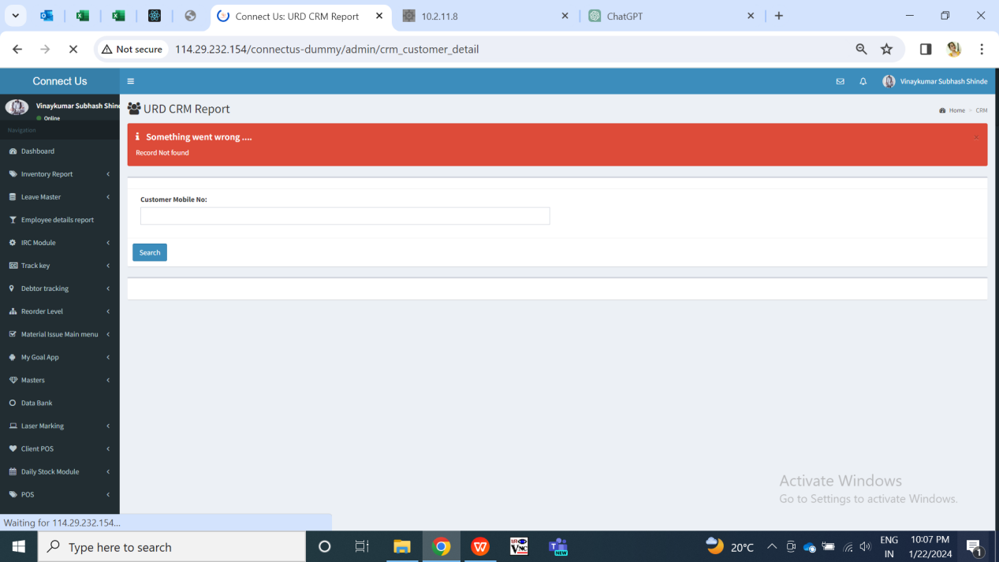 Connect Us: URD CRM Report
10.2.11.8
ChatGPT
Not secure
114.29.232.154/connectus-dummy/admin/crm_customer_detail
Connect Us
Vinaykumar Subhash Shinde
Vinaykumar Subhash Shind
Online
URD CRM Report
Home
CRM
Navigation
Something went wrong ....
Record Not found
Dashboard
Inventory Report
Leave Master
Employee details report
IRC Module
Track key
Debtor tracking
Reorder Level
Material Issue Main menu
My Goal App
Masters
Data Bank
Laser Marking
Client POS
Daily Stock Module
POS
Customer Mobile No:
Search
Activate Windows
Go to Settings to activate Windows.
Waiting for 114.29.232.154...
Type here to search
20°C
ENG
IN
10:07 PM
1/22/2024
1